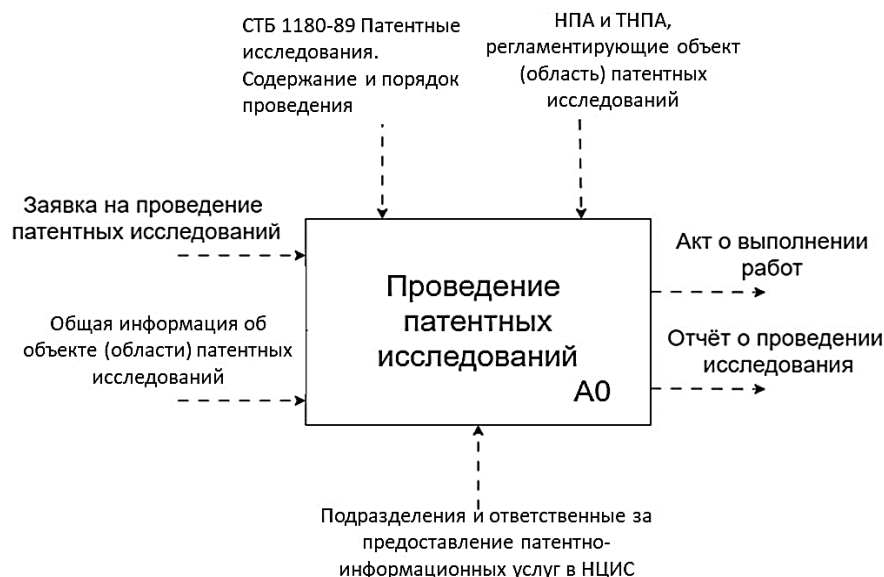 СТБ 1180-89 Патентные
исследования.
Содержание и порядок
проведения
НПА и ТНПА,
регламентирующие объект
(область) патентных
исследований
Заявка на проведение
патентных исследований
Общая информация об
объекте (области) патентных
исследований
Проведение
патентных
исследований
А0
Акт о выполнении
работ
Отчёт о проведении
исследования
Подразделения и ответственные за
предоставление патентно-
информационных услуг в НЦИС